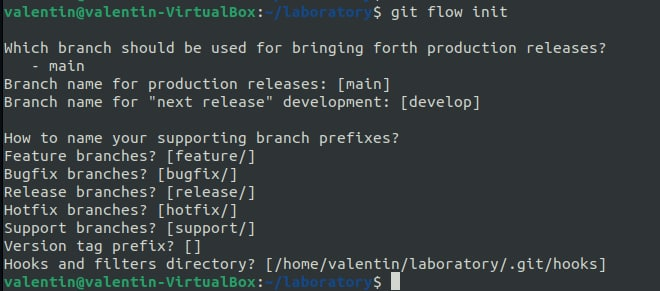 valentin@valentin-VirtualBox:~/laboratory$ git flow init
Which branch should be used for bringing forth production releases?
   - main
Branch name for production releases: [main]
Branch name for "next release" development: [develop]
How to name your supporting branch prefixes?
Feature branches? [feature/]
Bugfix branches? [bugfix/]
Release branches? [release/]
Hotfix branches? [hotfix/]
Support branches? [support/]
Version tag prefix? []
Hooks and filters directory? [/home/valentin/laboratory/.git/hooks]
valentin@valentin-VirtualBox:~/laboratory$